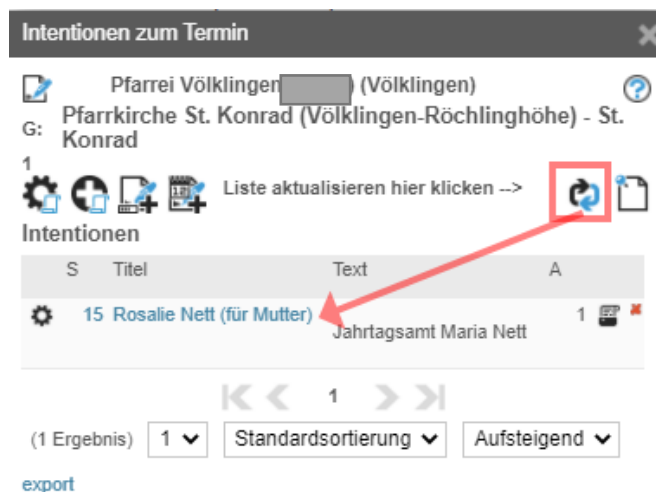 Intentionen zum Termin
Pfarrei Völklingen ) (Völklingen)
G: Pfarrkirche St. Konrad (Völklingen-Röchlinghöhe) - St.
Konrad
1
Liste aktualisieren hier klicken -->
Intentionen
S Titel Text A
15 Rosalie Nett (für Mutter) Jahrtagsamt Maria Nett 1
1
(1 Ergebnis) 1 Standardsortierung Aufsteigend
export